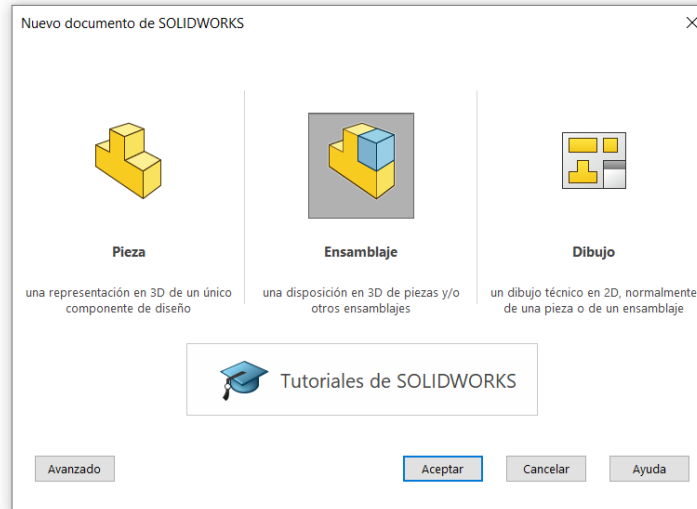 Nuevo documento de SOLIDWORKS
Pieza
una representación en 3D de un único
componente de diseño
Ensamblaje
una disposición en 3D de piezas y/o
otros ensamblajes
Dibujo
un dibujo técnico en 2D, normalmente
de una pieza o de un ensamblaje
Tutoriales de SOLIDWORKS
Avanzado
Aceptar
Cancelar
Ayuda